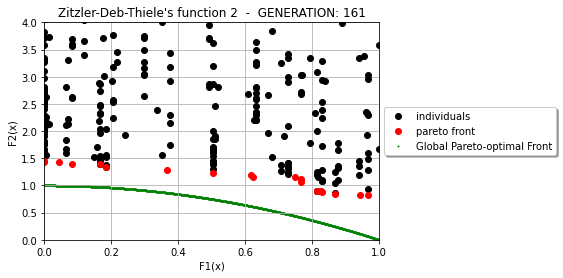 Zitzler-Deb-Thiele's function 2 - GENERATION: 161
4.0
3.5
3.0
2.5
2.0
1.5
1.0
0.5
0.0
F2(x)
0.0 0.2 0.4 0.6 0.8 1.0
F1(x)
individuals
pareto front
Global Pareto-optimal Front